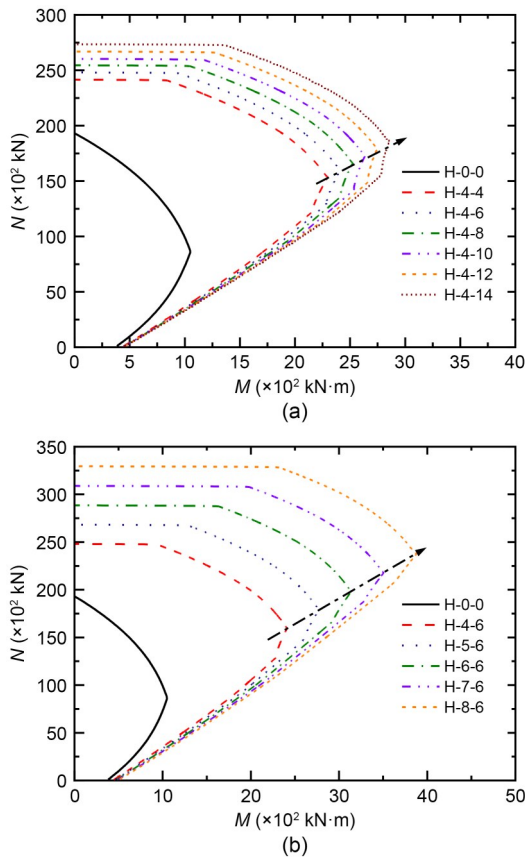 (a)
300
250
200
150
100
50
0
N (×10² kN)
0 5 10 15 20 25 30 35 40
M (×10² kN·m)
H-0-0
H-4-4
H-4-6
H-4-8
H-4-10
H-4-12
H-4-14
(a)
350
300
250
200
150
100
50
0
N (×10² kN)
0 10 20 30 40 50
M (×10² kN·m)
H-0-0
H-4-6
H-5-6
H-6-6
H-7-6
H-8-6
(b)